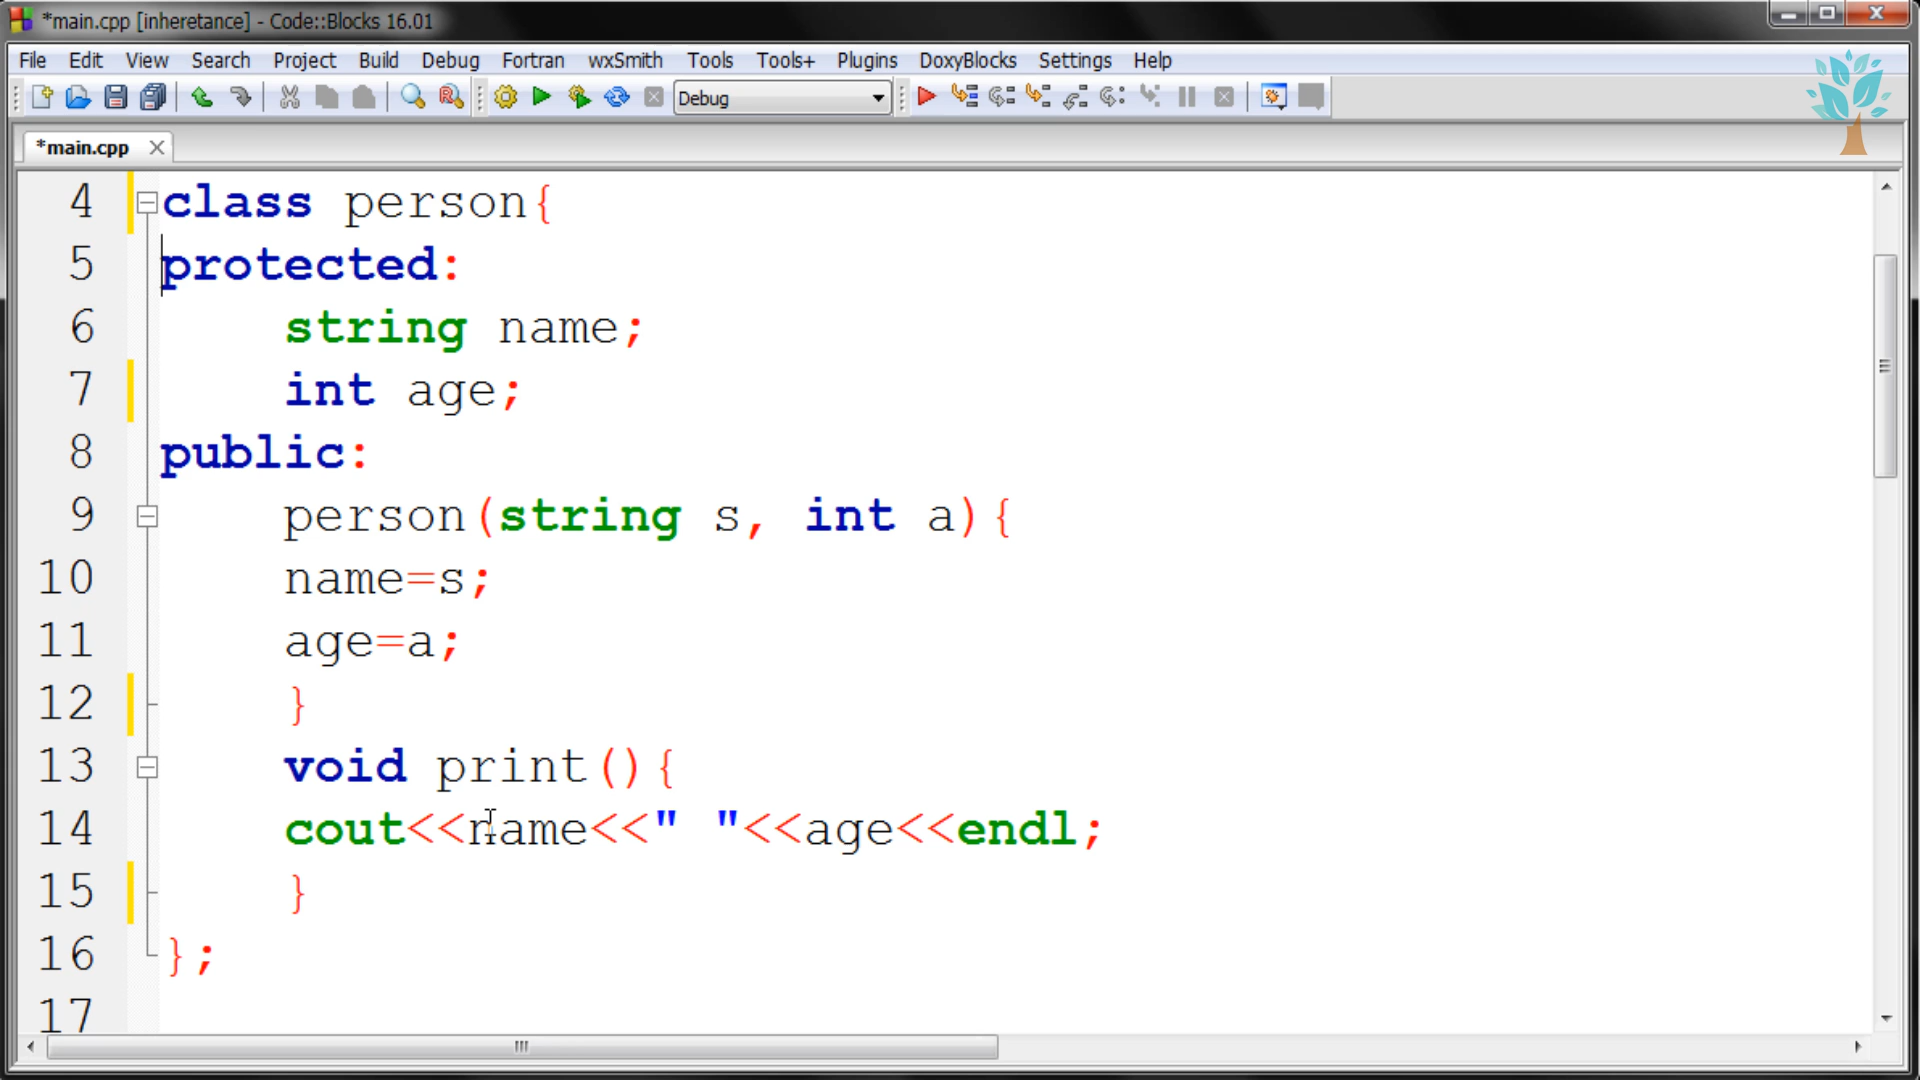 *main.cpp [inheretance] - Code::Blocks 16.01
File Edit View Search Project Build Debug Fortran wxSmith Tools Tools+ Plugins DoxyBlocks Settings Help
Debug
*main.cpp
4 class person{
5 protected:
6 string name;
7 int age;
8 public:
9 person(string s, int a){
10 name=s;
11 age=a;
12 }
13 void print(){
14 cout<<name<<" "<<age<<endl;
15 }
16 };
17